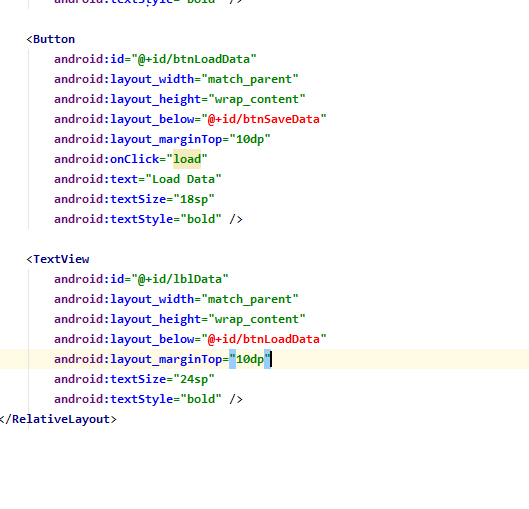 android:textStyle="bold" />
<Button
android:id="@+id/btnLoadData"
android:layout_width="match_parent"
android:layout_height="wrap_content"
android:layout_below="@+id/btnSaveData"
android:layout_marginTop="10dp"
android:onClick="load"
android:text="Load Data"
android:textSize="18sp"
android:textStyle="bold" />
<TextView
android:id="@+id/lblData"
android:layout_width="match_parent"
android:layout_height="wrap_content"
android:layout_below="@+id/btnLoadData"
android:layout_marginTop="10dp"
android:textSize="24sp"
android:textStyle="bold" />
</RelativeLayout>